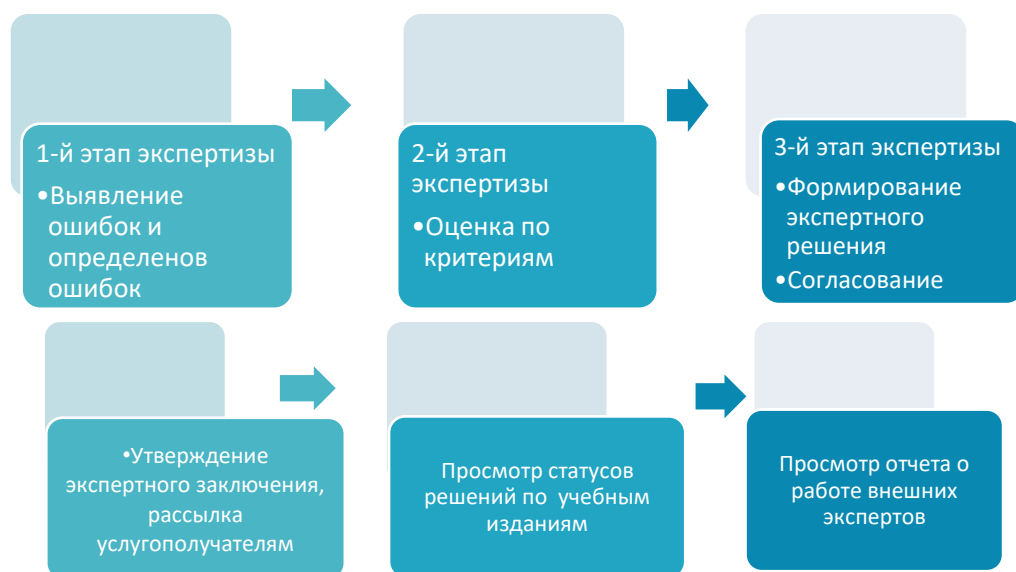 1-й этап экспертизы
•Выявление
ошибок и
определенов
ошибок
2-й этап
экспертизы
•Оценка по
критериям
3-й этап экспертизы
•Формирование
экспертного
решения
•Согласование
•Утверждение
экспертного заключения,
рассылка
услугополучателям
Просмотр статусов
решений по учебным
изданиям
Просмотр отчета о
работе внешних
экспертов